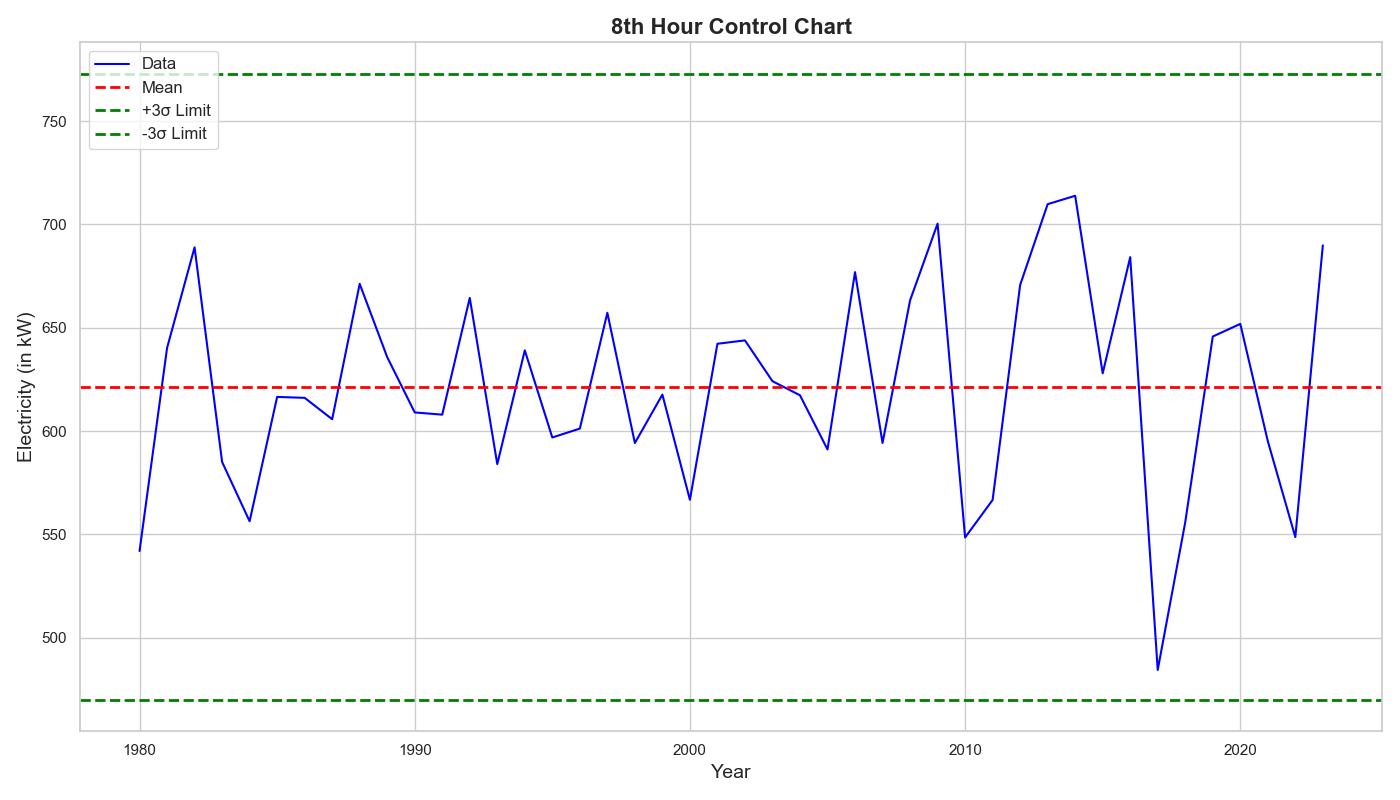 8th Hour Control Chart
Data
Mean
+3σ Limit
-3σ Limit
750
700
650
600
550
500
Electricity (in kW)
1980
1990
2000
2010
2020
Year